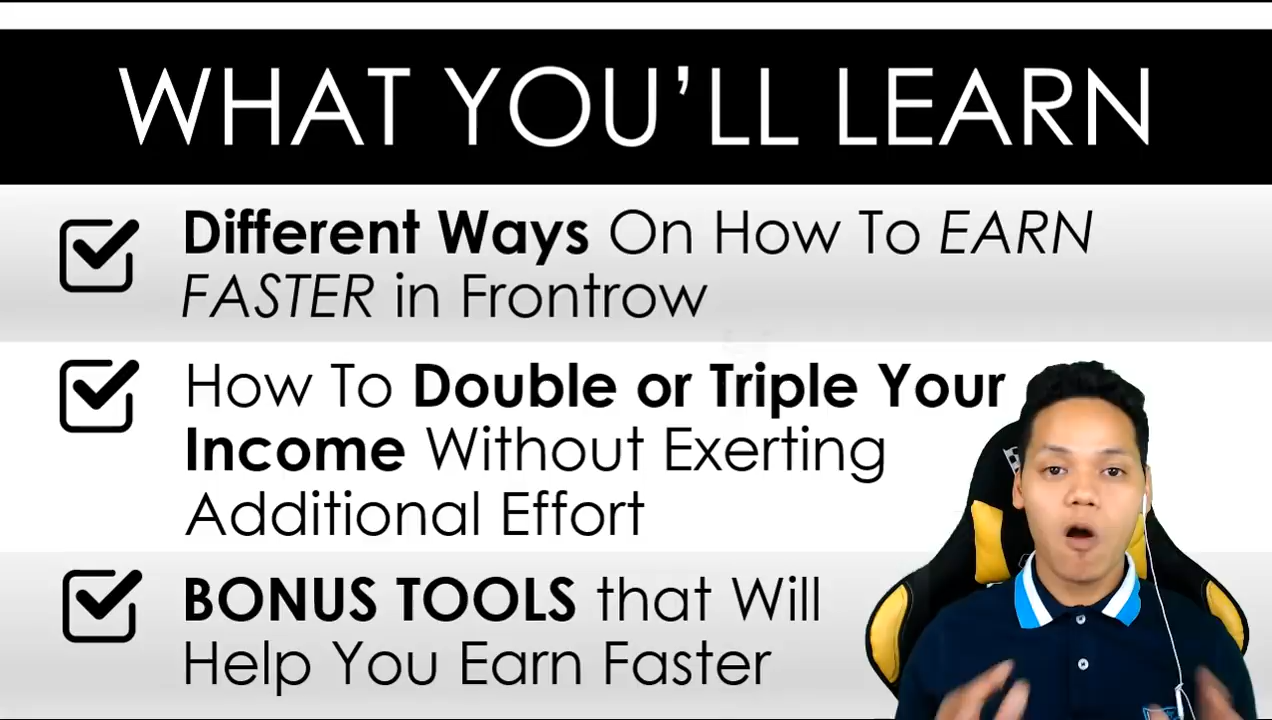 WHAT YOU’LL LEARN
Different Ways On How To EARN
FASTER in Frontrow
How To Double or Triple Your
Income Without Exerting
Additional Effort
BONUS TOOLS that Will
Help You Earn Faster